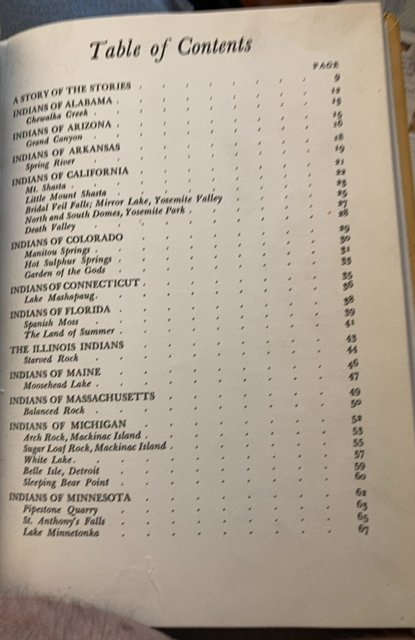 Table of Contents
PAGE
A STORY OF THE STORIES . . . . . . . 9
INDIANS OF ALABAMA . . . . . . . 12
Chewalha Creek . . . . . . . 13
INDIANS OF ARIZONA . . . . . . . 15
Grand Canyon . . . . . . . 16
INDIANS OF ARKANSAS . . . . . . . 18
Spring River . . . . . . . 19
INDIANS OF CALIFORNIA . . . . . . . 21
Mt. Shasta . . . . . . . 22
Little Mount Shasta . . . . . . . 23
Bridal Veil Falls; Mirror Lake, Yosemite Valley . . . 25
North and South Domes, Yosemite Park . . . . 27
Death Valley . . . . . . . 28
INDIANS OF COLORADO . . . . . . . 29
Manitou Springs . . . . . . . 30
Hot Sulphur Springs . . . . . . . 31
Garden of the Gods . . . . . . . 33
INDIANS OF CONNECTICUT . . . . . . . 35
Lake Mashapaug . . . . . . . 36
INDIANS OF FLORIDA . . . . . . . 38
Spanish Moss . . . . . . . 39
The Land of Summer . . . . . . . 41
THE ILLINOIS INDIANS . . . . . . . 43
Starved Rock . . . . . . . 44
INDIANS OF MAINE . . . . . . . 46
Moosehead Lake . . . . . . . 47
INDIANS OF MASSACHUSETTS . . . . . . 49
Balanced Rock . . . . . . . 50
INDIANS OF MICHIGAN . . . . . . . 52
Arch Rock, Mackinac Island . . . . . . 53
Sugar Loaf Rock, Mackinac Island . . . . . 55
White Lake . . . . . . . 57
Belle Isle, Detroit . . . . . . . 59
Sleeping Bear Point . . . . . . . 60
INDIANS OF MINNESOTA . . . . . . . 62
Pipestone Quarry . . . . . . . 63
St. Anthony's Falls . . . . . . . 65
Lake Minnetonka . . . . . . . 67